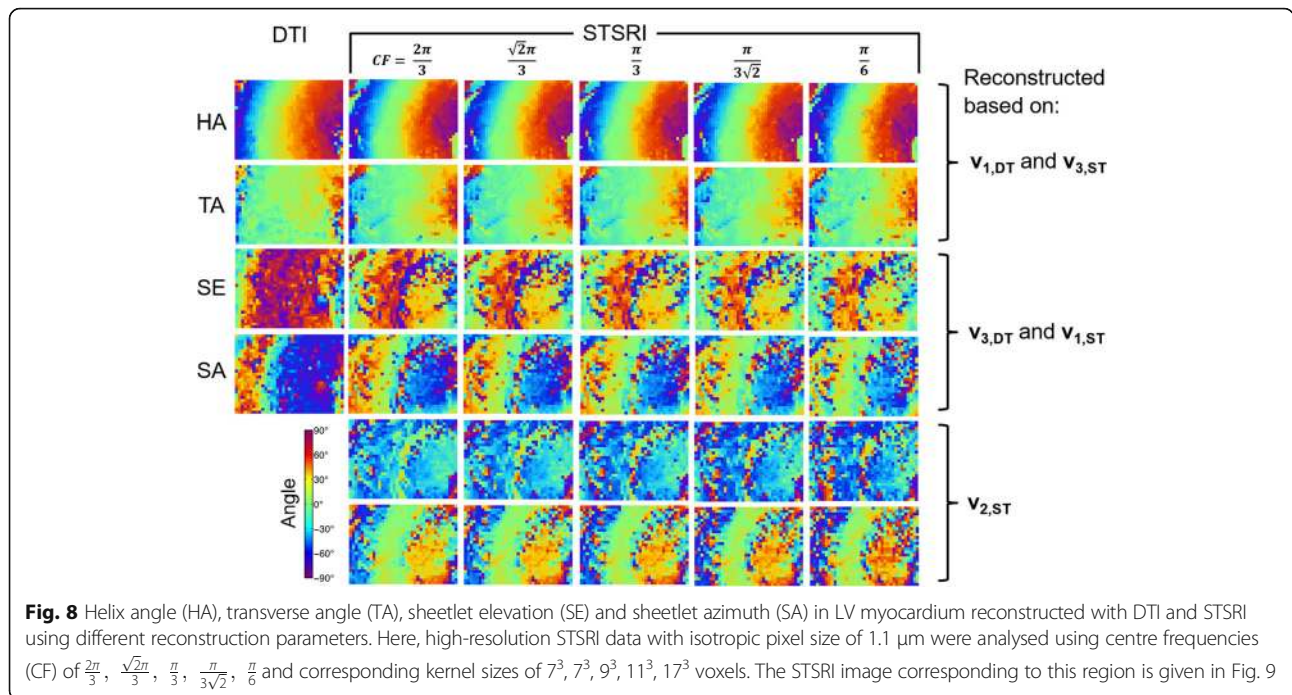 DTI
STSRI
CF = 2π/3
√2π/3
π/3
π/3√2
π/6
Reconstructed
based on:
HA
TA
v1,DT and v3,ST
SE
SA
v3,DT and v1,ST
v2,ST
Angle
90°
60°
30°
0°
−30°
−60°
−90°
Fig. 8 Helix angle (HA), transverse angle (TA), sheetlet elevation (SE) and sheetlet azimuth (SA) in LV myocardium reconstructed with DTI and STSRI
using different reconstruction parameters. Here, high-resolution STSRI data with isotropic pixel size of 1.1 μm were analysed using centre frequencies
(CF) of 2π/3, √2π/3, π/3, π/3√2, π/6 and corresponding kernel sizes of 7³, 7³, 9³, 11³, 17³ voxels. The STSRI image corresponding to this region is given in Fig. 9